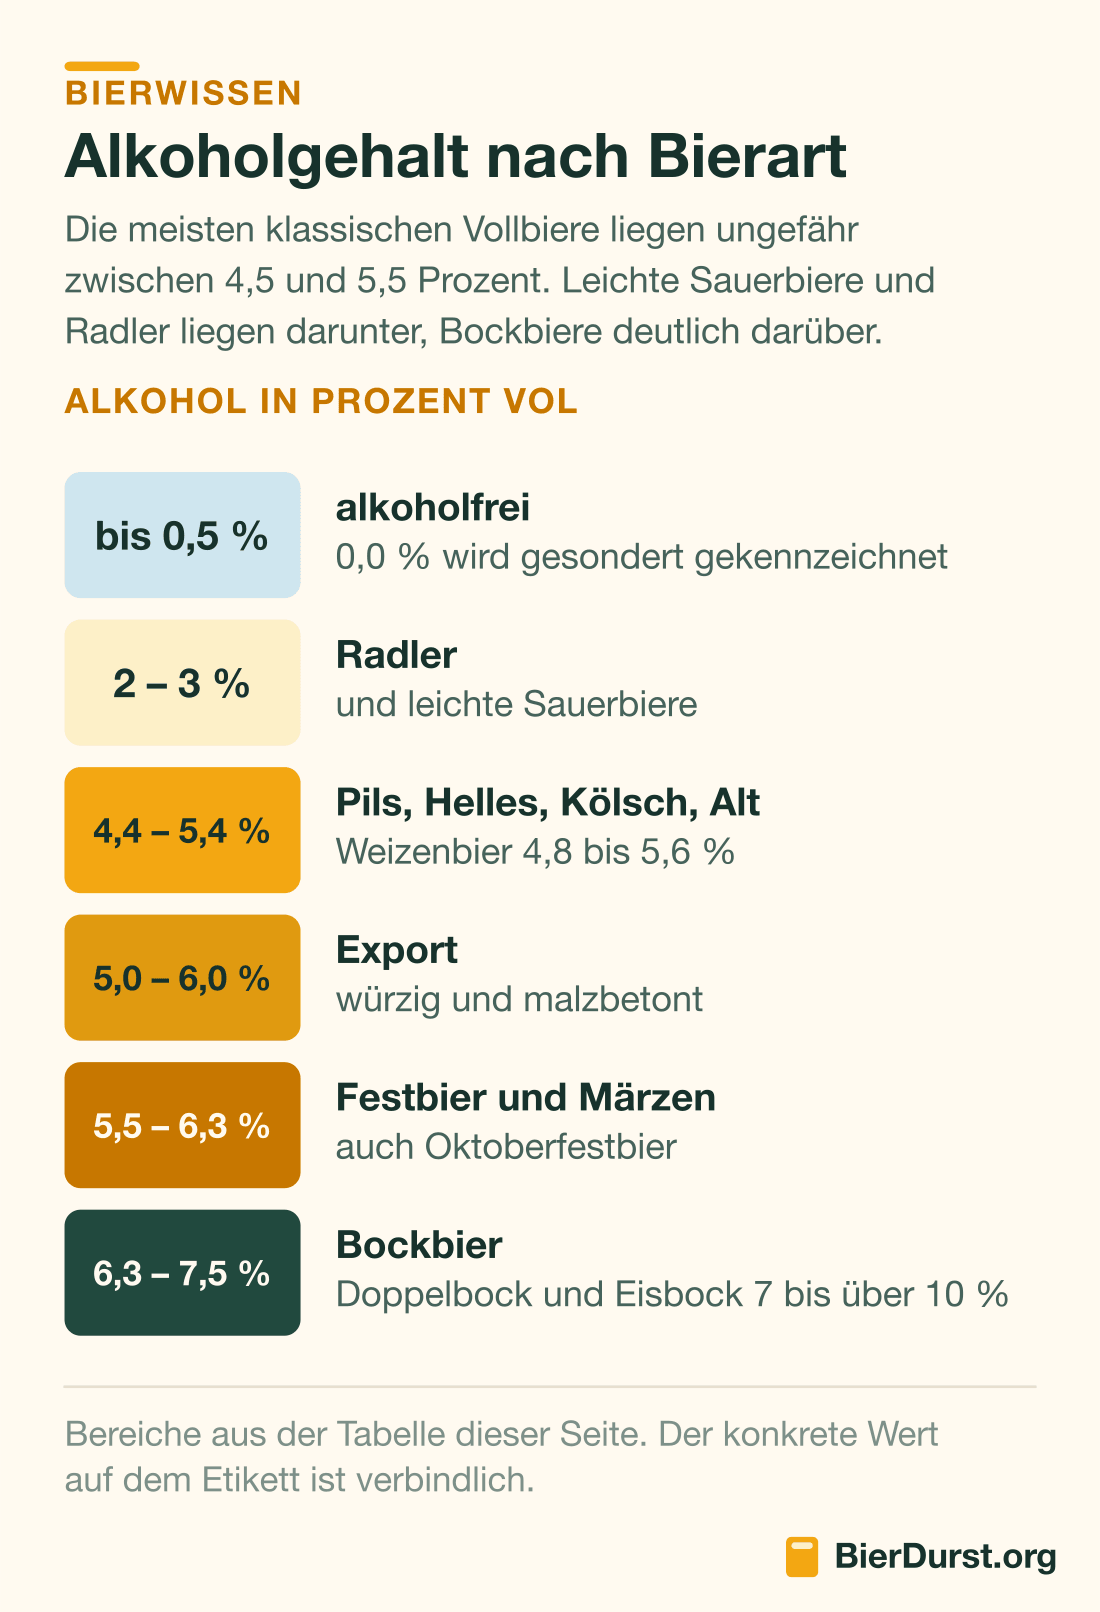 BIERWISSEN
Alkoholgehalt nach Bierart
Die meisten klassischen Vollbiere liegen ungefähr
zwischen 4,5 und 5,5 Prozent. Leichte Sauerbiere und
Radler liegen darunter, Bockbiere deutlich darüber.
ALKOHOL IN PROZENT VOL
bis 0,5 %
alkoholfrei
0,0 % wird gesondert gekennzeichnet
2 – 3 %
Radler
und leichte Sauerbiere
4,4 – 5,4 %
Pils, Helles, Kölsch, Alt
Weizenbier 4,8 bis 5,6 %
5,0 – 6,0 %
Export
würzig und malzbetont
5,5 – 6,3 %
Festbier und Märzen
auch Oktoberfestbier
6,3 – 7,5 %
Bockbier
Doppelbock und Eisbock 7 bis über 10 %
Bereiche aus der Tabelle dieser Seite. Der konkrete Wert
auf dem Etikett ist verbindlich.
BierDurst.org